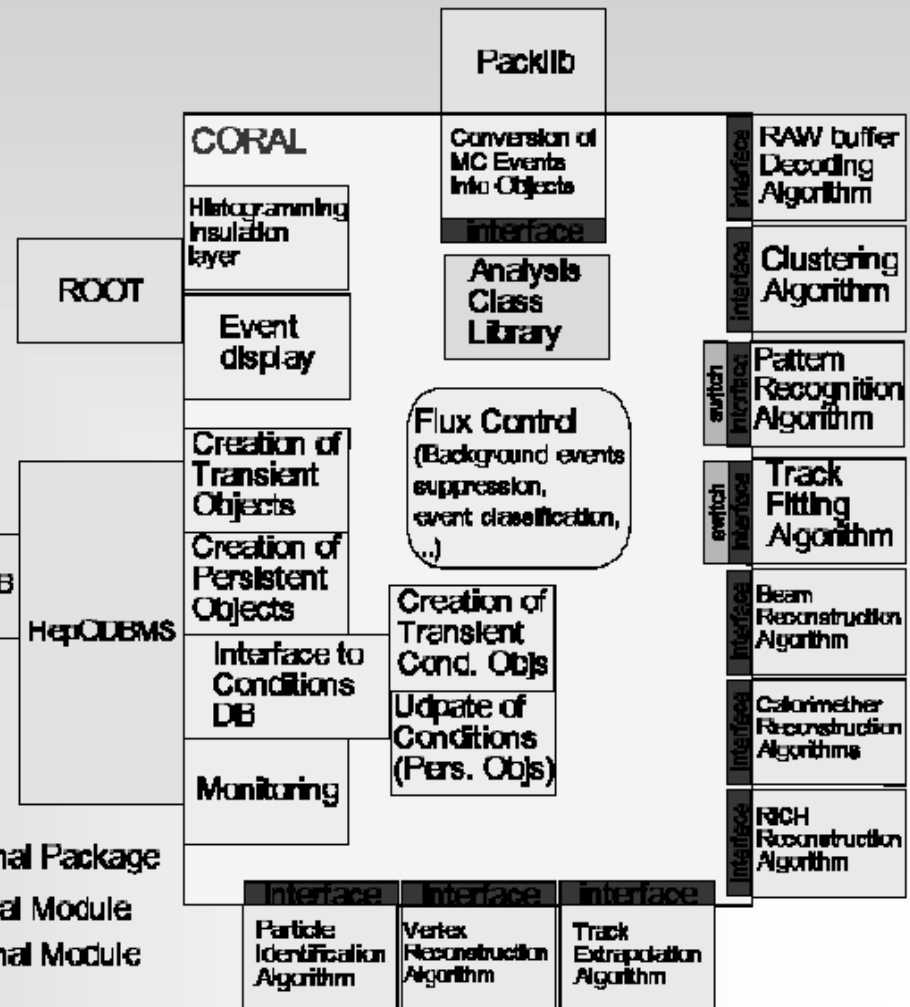 Packlib
CORAL
Conversion of
MC Events
Into Objects
interface
Histogramming
Insulation
layer
ROOT
Event
display
Analysis
Class
Library
Flux Control
(Background events
suppression,
event classification,
...)
Creation of
Transient
Objects
Creation of
Persistent
Objects
B
HepODBMS
Interface to
Conditions
DB
Creation of
Transient
Cond. Objs
Udpate of
Conditions
(Pers. Objs)
Monitoring
interface
RAW buffer
Decoding
Algorithm
interface
Clustering
Algorithm
switch
interface
Pattern
Recognition
Algorithm
switch
interface
Track
Fitting
Algorithm
interface
Beam
Reconstruction
Algorithm
interface
Calorimether
Reconstruction
Algorithms
interface
RICH
Reconstruction
Algorithm
nal Package
al Module
nal Module
Interface
Particle
Identification
Algorithm
Interface
Vertex
Reconstruction
Algorithm
interface
Track
Extrapolation
Algorithm